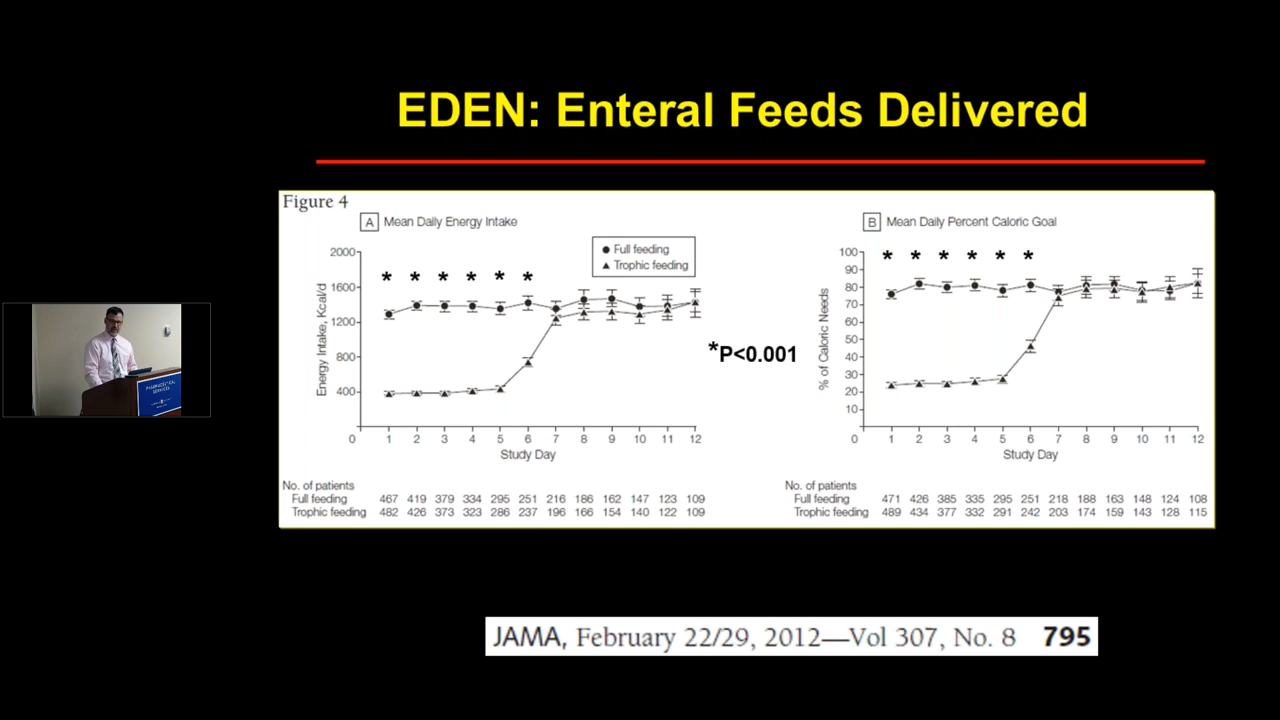 EDEN: Enteral Feeds Delivered
Figure 4
A Mean Daily Energy Intake
Full feeding
Trophic feeding
Energy Intake, Kcal/d
2000
1600
1200
800
400
0
* * * * * *
1 2 3 4 5 6 7 8 9 10 11 12
Study Day
No. of patients
Full feeding 467 419 379 334 295 251 216 186 162 147 123 109
Trophic feeding 482 426 373 323 286 237 196 166 154 140 122 109
*P<0.001
B Mean Daily Percent Caloric Goal
% of Caloric Needs
100
90
80
70
60
50
40
30
20
10
0
* * * * * *
1 2 3 4 5 6 7 8 9 10 11 12
Study Day
No. of patients
Full feeding 471 426 385 335 295 251 218 188 163 148 124 108
Trophic feeding 489 434 377 332 291 242 203 174 159 143 128 115
PHARMACEUTICAL
SERVICES
JAMA, February 22/29, 2012—Vol 307, No. 8 795